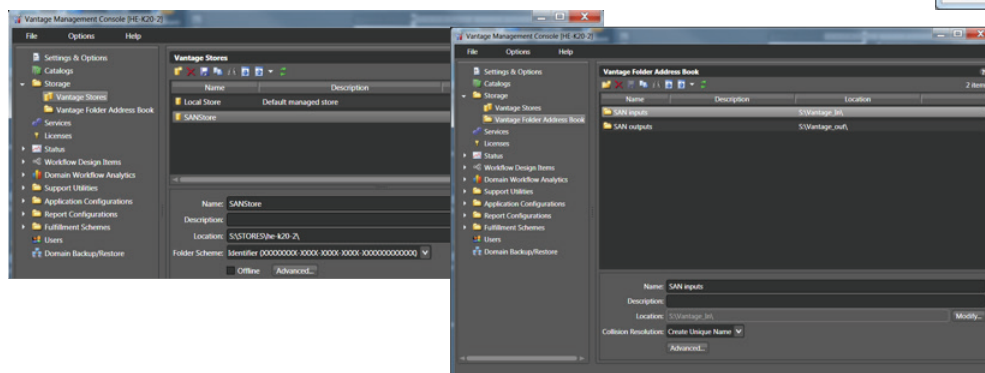 Vantage Management Console [HE-K20-2]
File Options Help
Settings & Options
Catalogs
Storage
Vantage Stores
Vantage Folder Address Book
Services
Licenses
Status
Workflow Design Items
Domain Workflow Analytics
Support Utilities
Application Configurations
Report Configurations
Fulfillment Schemes
Users
Domain Backup/Restore
Vantage Stores
Name Description
Local Store Default managed store
SANStore
Name: SANStore
Description:
Location: S:\STORES\he-k20-2\
Folder Scheme: Identifier (XXXXXXXX-XXXX-XXXX-XXXX-XXXXXXXXXXXX)
Offline Advanced...
Vantage Management Console [HE-K20-2]
File Options Help
Settings & Options
Catalogs
Storage
Vantage Stores
Vantage Folder Address Book
Services
Licenses
Status
Workflow Design Items
Domain Workflow Analytics
Support Utilities
Application Configurations
Report Configurations
Fulfillment Schemes
Users
Domain Backup/Restore
Vantage Folder Address Book
2 item
Name Description Location
SAN inputs S:\Vantage_In\
SAN outputs S:\Vantage_out\
Name: SAN inputs
Description:
Location: S:\Vantage_In\ Modify...
Collision Resolution: Create Unique Name
Advanced...